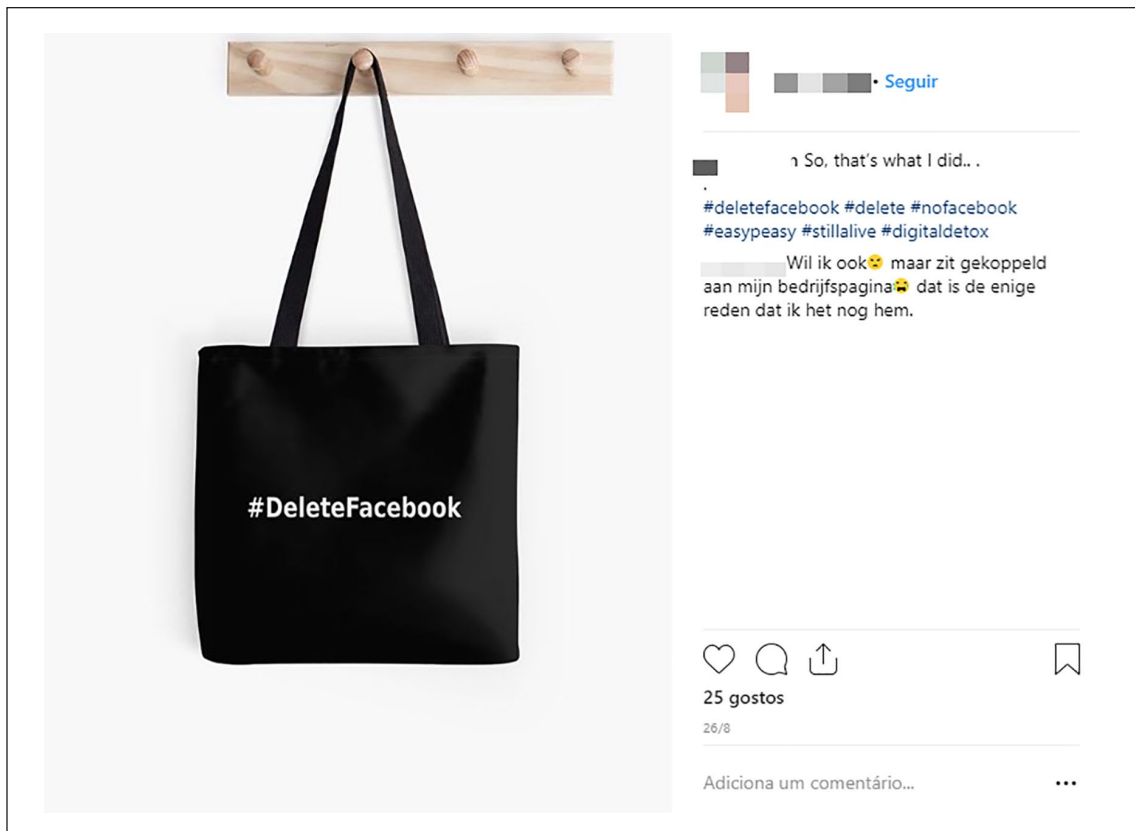 #DeleteFacebook
• Seguir
So, that's what I did.. .
.
#deletefacebook #delete #nofacebook
#easypeasy #stillalive #digitaldetox
Wil ik ook😒 maar zit gekoppeld
aan mijn bedrijfspagina😫 dat is de enige
reden dat ik het nog hem.
25 gostos
26/8
Adiciona um comentário...